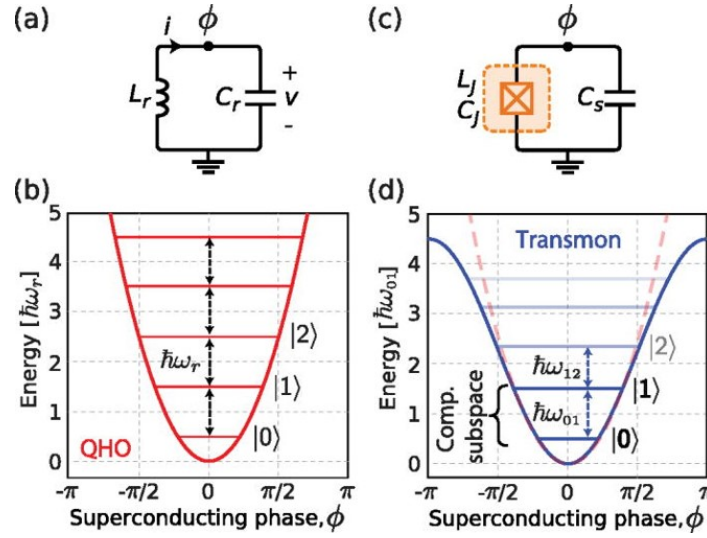 (a)
i
ϕ
L_r
C_r
+
v
-
(b)
5
4
3
2
1
0
Energy [ℏω_r]
|2⟩
ℏω_r
|1⟩
|0⟩
QHO
-π
-π/2
0
π/2
π
Superconducting phase, ϕ
(c)
ϕ
L_J
C_J
C_s
(d)
5
4
3
2
1
0
Energy [ℏω_01]
Transmon
|2⟩
ℏω_12
|1⟩
Comp.
subspace
ℏω_01
|0⟩
-π
-π/2
0
π/2
π
Superconducting phase, ϕ